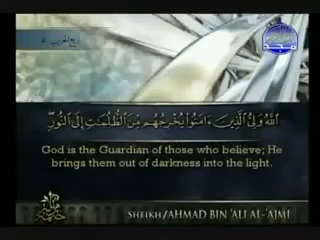 ٱللَّهُ وَلِىُّ ٱلَّذِينَ ءَامَنُوا۟ يُخْرِجُهُم مِّنَ ٱلظُّلُمَـٰتِ إِلَى ٱلنُّورِ ۖ
God is the Guardian of those who believe; He
brings them out of darkness into the light.
SHEIKH/AHMAD BIN 'ALI AL-'AJMI